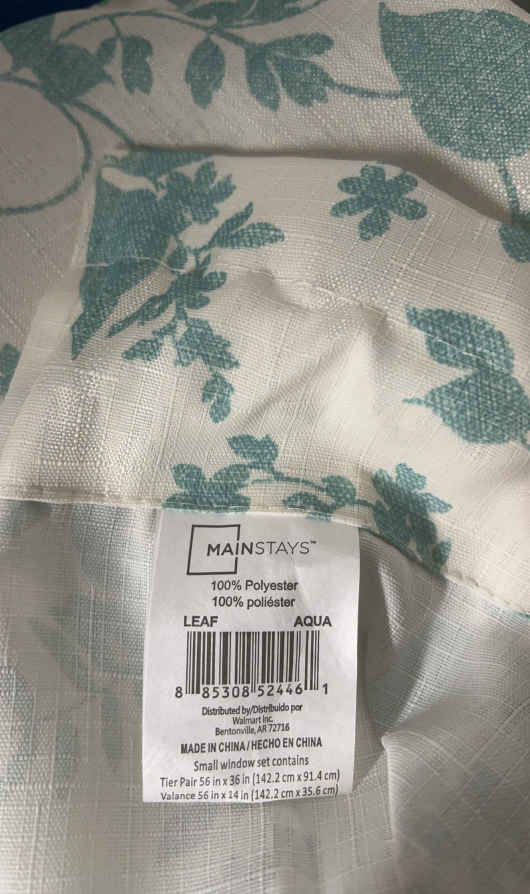 MAINSTAYS™
100% Polyester
100% poliéster
LEAF AQUA
8 85308 52446 1
Distributed by/Distribuido por
Walmart Inc.
Bentonville, AR 72716
MADE IN CHINA / HECHO EN CHINA
Small window set contains
Tier Pair 56 in x 36 in (142.2 cm x 91.4 cm)
Valance 56 in x 14 in (142.2 cm x 35.6 cm)